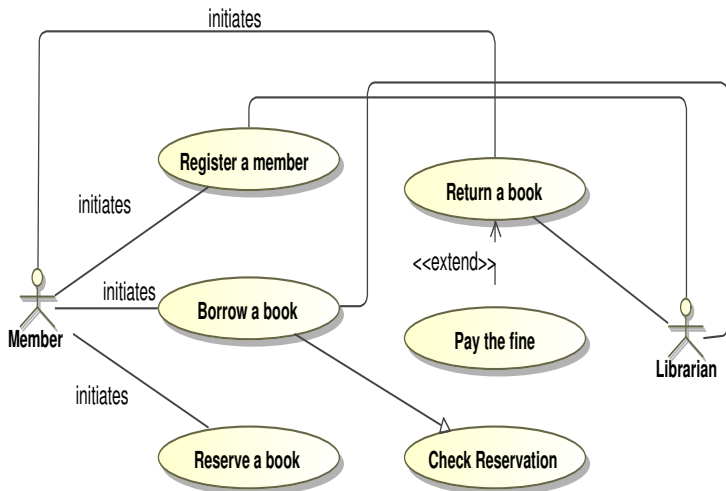 initiates
Register a member
Return a book
initiates
<<extend>>
initiates
Borrow a book
Member
Pay the fine
Librarian
initiates
Reserve a book
Check Reservation